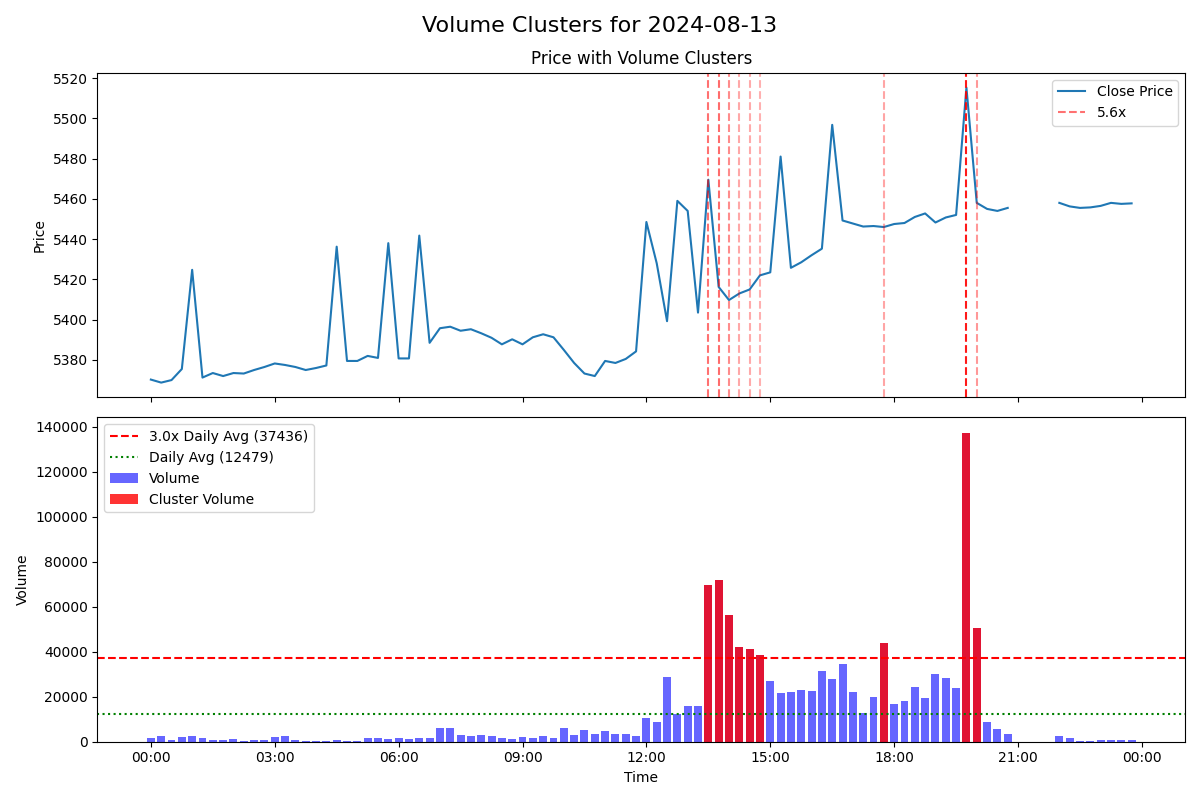 Volume Clusters for 2024-08-13
Price with Volume Clusters
5520
5500
5480
5460
5440
5420
5400
5380
Price
Close Price
5.6x
140000
120000
100000
80000
60000
40000
20000
0
Volume
3.0x Daily Avg (37436)
Daily Avg (12479)
Volume
Cluster Volume
00:00 03:00 06:00 09:00 12:00 15:00 18:00 21:00 00:00
Time